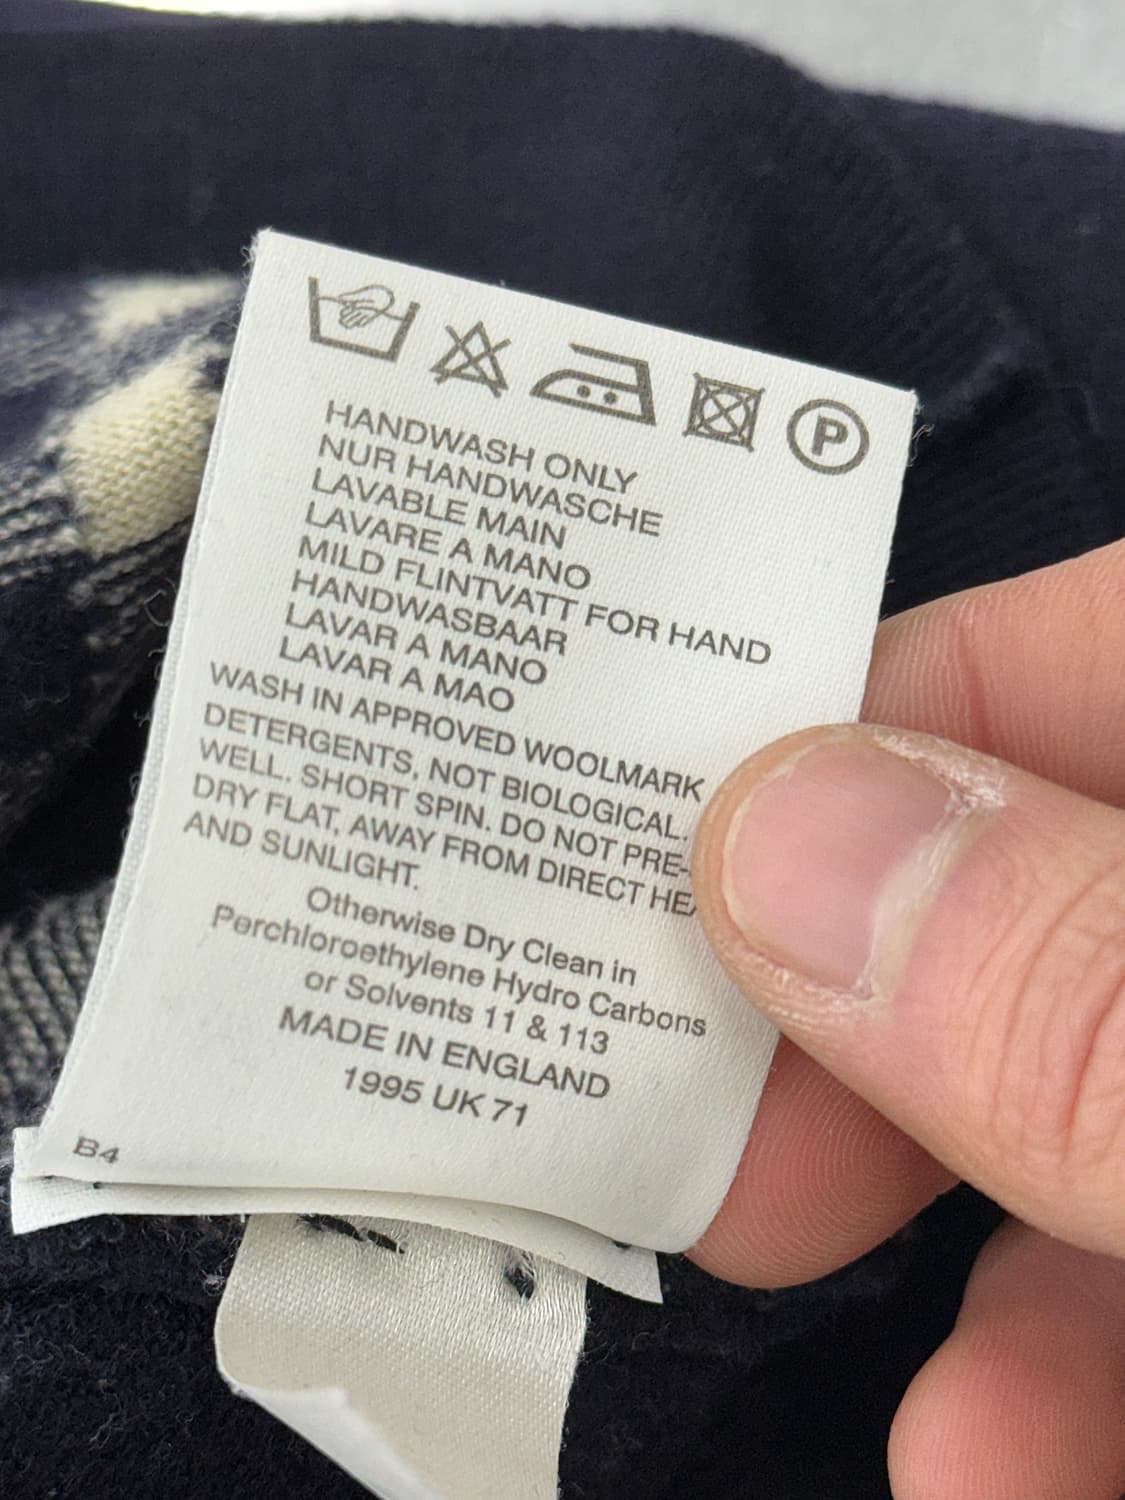 P
HANDWASH ONLY
NUR HANDWASCHE
LAVABLE MAIN
LAVARE A MANO
MILD FLINTVATT FOR HAND
HANDWASBAAR
LAVAR A MANO
LAVAR A MAO
WASH IN APPROVED WOOLMARK
DETERGENTS, NOT BIOLOGICAL.
WELL. SHORT SPIN. DO NOT PRE-
DRY FLAT, AWAY FROM DIRECT
AND SUNLIGHT.
Otherwise Dry Clean in
Perchloroethylene Hydro Carbons
or Solvents 11 & 113
MADE IN ENGLAND
1995 UK 71
B4